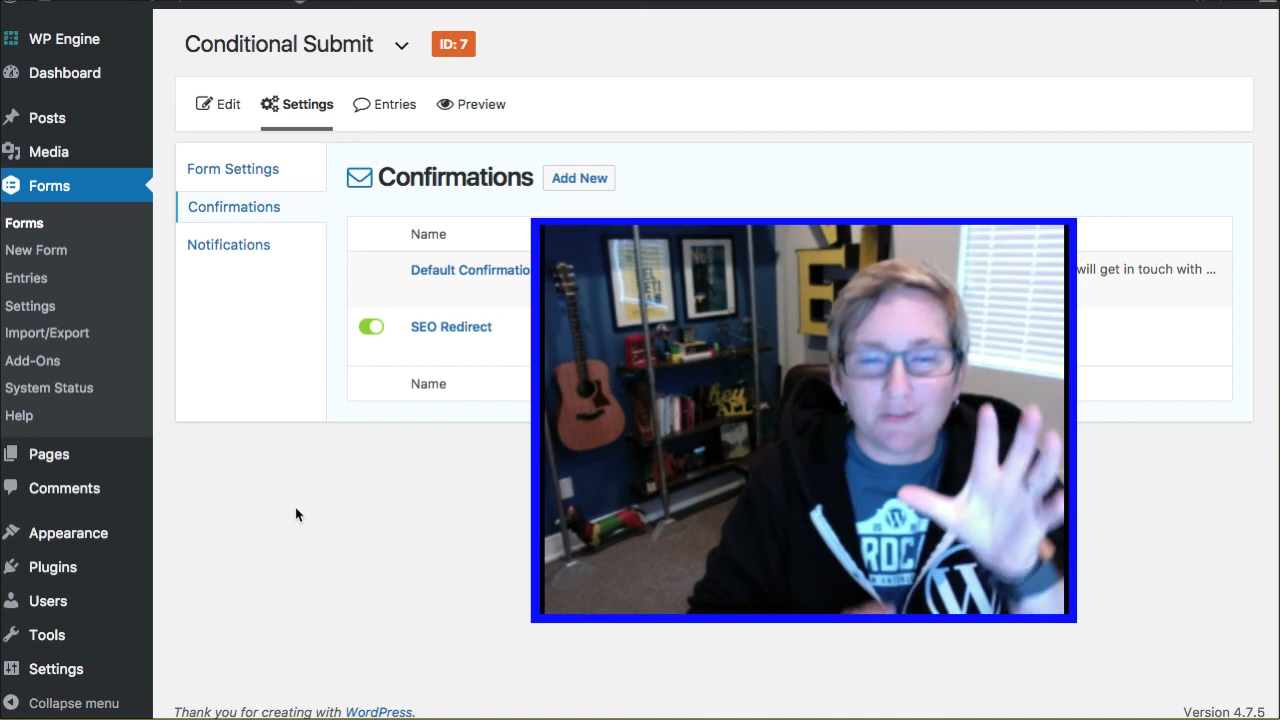 WP Engine
Dashboard
Posts
Media
Forms
Forms
New Form
Entries
Settings
Import/Export
Add-Ons
System Status
Help
Pages
Comments
Appearance
Plugins
Users
Tools
Settings
Collapse menu
Conditional Submit ID: 7
Edit Settings Entries Preview
Form Settings
Confirmations
Notifications
Confirmations Add New
Name
Default Confirmatio will get in touch with ...
SEO Redirect
Name
hey
Thank you for creating with WordPress.
Version 4.7.5